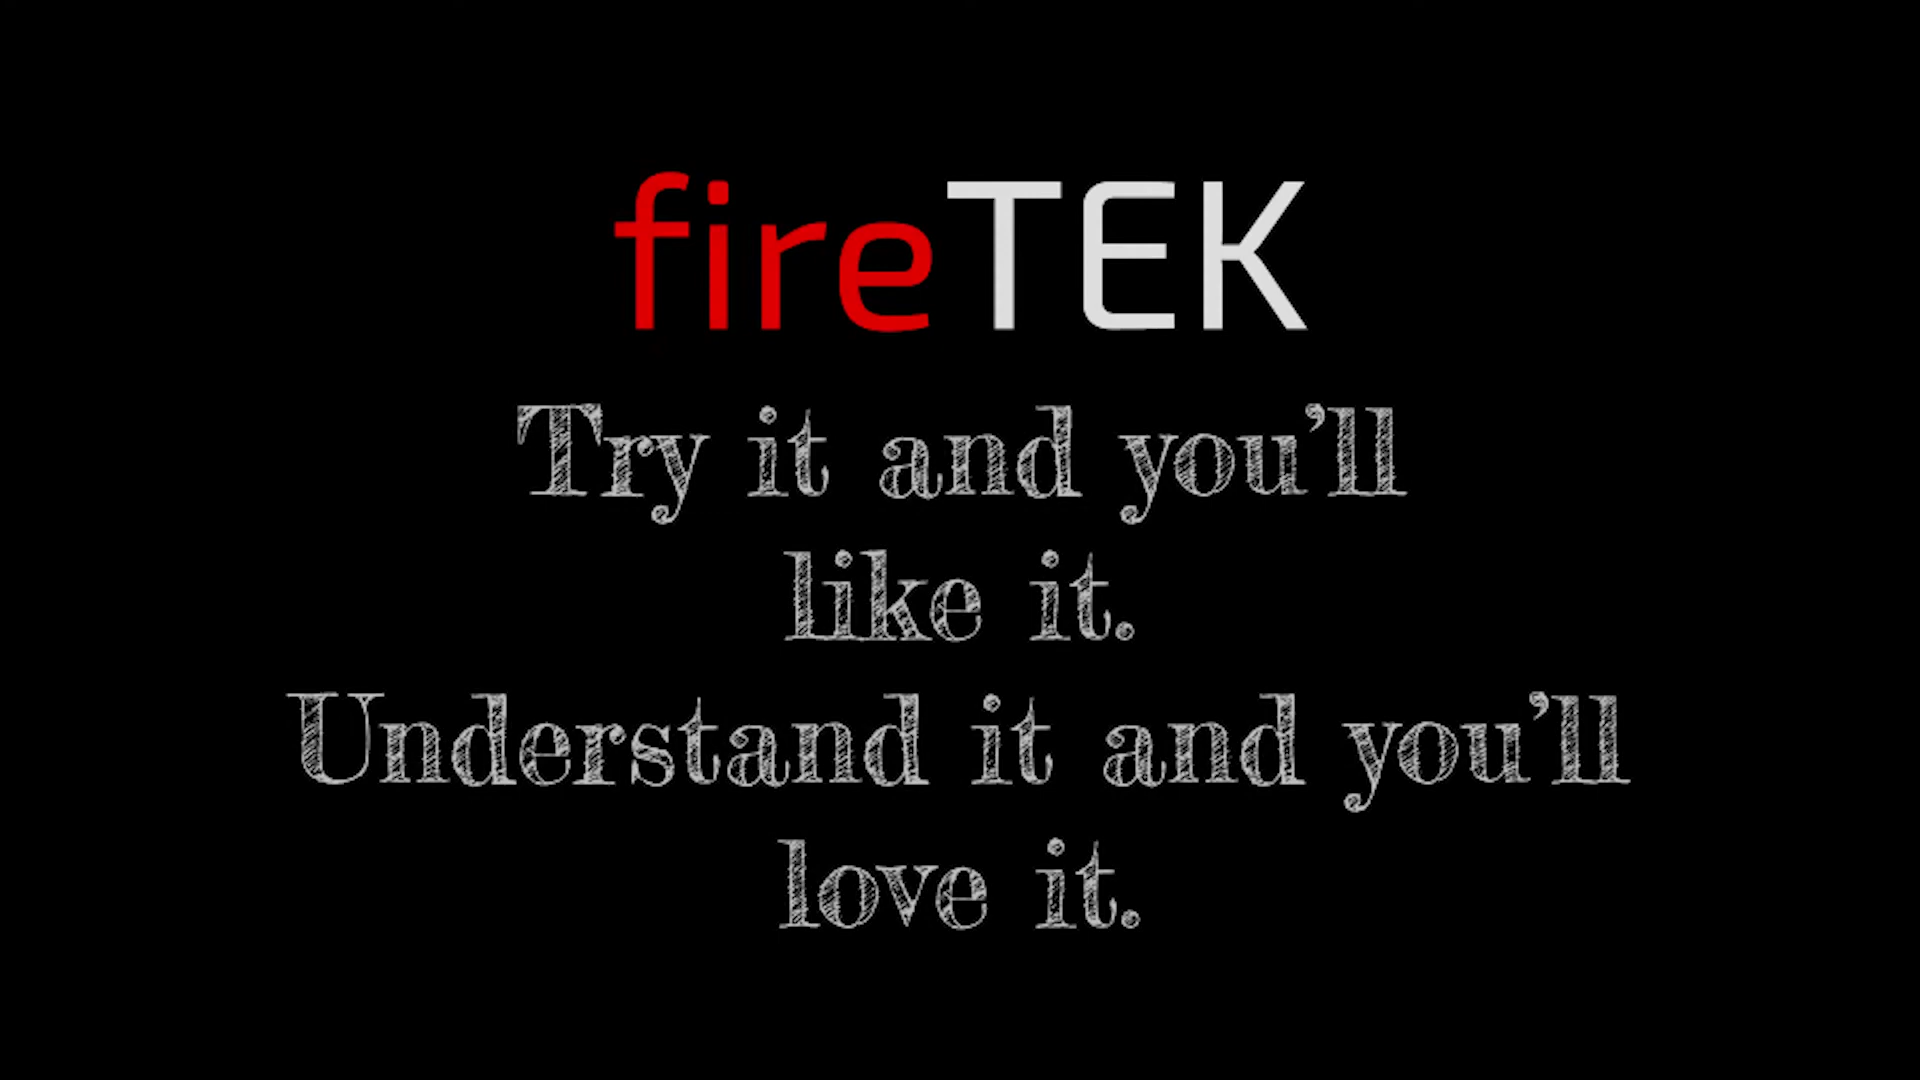 fireTEK
Try it and you’ll
like it.
Understand it and you’ll
love it.